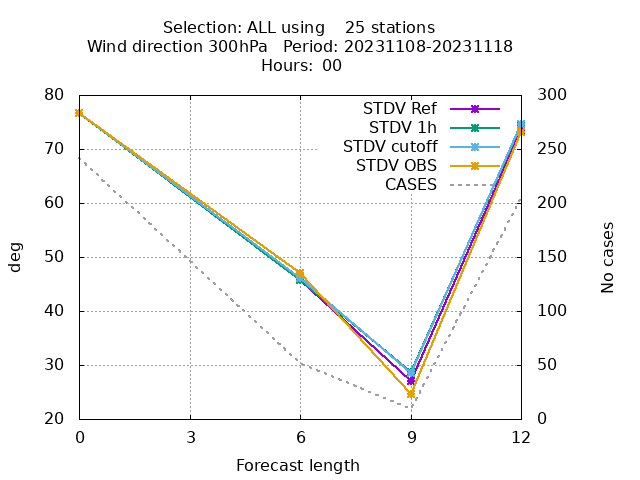 Selection: ALL using    25 stations
Wind direction 300hPa   Period: 20231108-20231118
Hours: 00
80
70
60
50
40
30
20
300
250
200
150
100
50
0
STDV Ref
STDV 1h
STDV cutoff
STDV OBS
CASES
deg
No cases
0 3 6 9 12
Forecast length